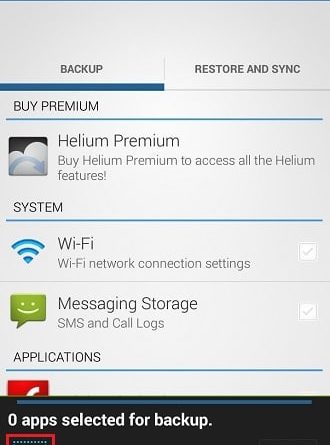 BACKUP
RESTORE AND SYNC
BUY PREMIUM
Helium Premium
Buy Helium Premium to access all the Helium
features!
SYSTEM
Wi-Fi
Wi-Fi network connection settings
Messaging Storage
SMS and Call Logs
APPLICATIONS
0 apps selected for backup.